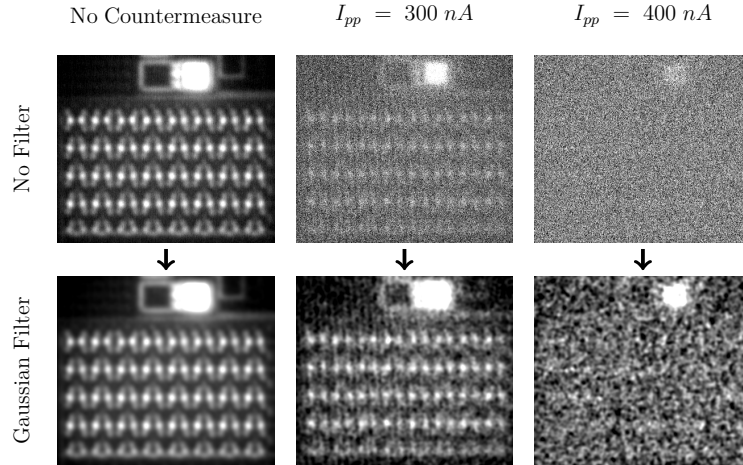 No Countermeasure
I_pp = 300 nA
I_pp = 400 nA
No Filter
Gaussian Filter